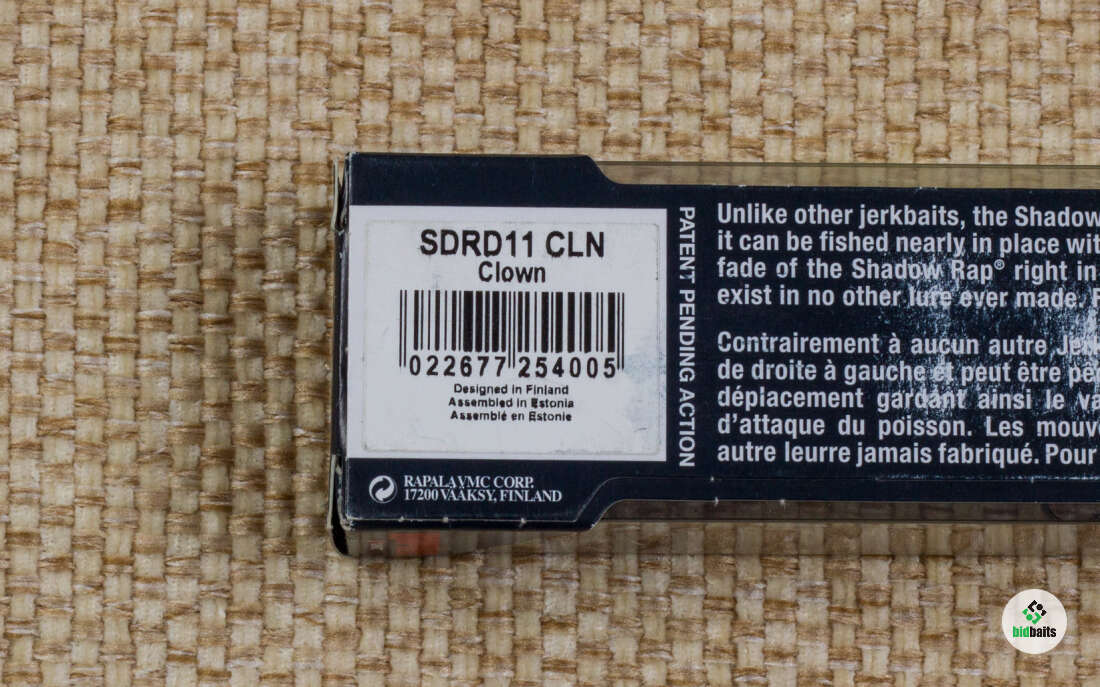 SDRD11 CLN
Clown
022677 254005
Designed in Finland
Assembled in Estonia
Assemblé en Estonie
RAPALA VMC CORP.
17200 VÄÄKSY, FINLAND
PATENT PENDING ACTION
Unlike other jerkbaits, the Shadow
it can be fished nearly in place wit
fade of the Shadow Rap® right in
exist in no other lure ever made.
Contrairement à aucun autre Jerk
de droite à gauche et peut être
déplacement gardant ainsi le va
d'attaque du poisson. Les mouv
autre leurre jamais fabriqué. Pour
bidbaits